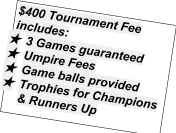 $400 Tournament Fee
includes:
★ 3 Games guaranteed
★ Umpire Fees
★ Game balls provided
★ Trophies for Champions
& Runners Up